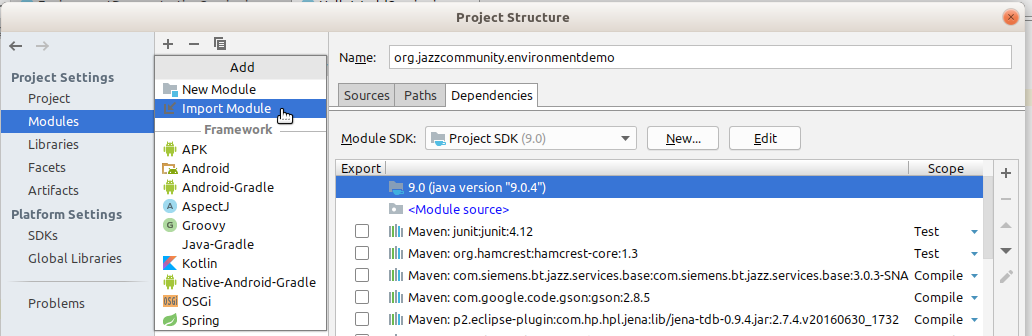 Project Structure
Project Settings
Project
Modules
Libraries
Facets
Artifacts
Platform Settings
SDKs
Global Libraries
Problems
Add
New Module
Import Module
Framework
APK
Android
Android-Gradle
AspectJ
Groovy
Java-Gradle
Kotlin
Native-Android-Gradle
OSGi
Spring
Name: org.jazzcommunity.environmentdemo
Sources Paths Dependencies
Module SDK: Project SDK (9.0) New... Edit
Export Scope
9.0 (java version "9.0.4")
<Module source>
Maven: junit:junit:4.12 Test
Maven: org.hamcrest:hamcrest-core:1.3 Test
Maven: com.siemens.bt.jazz.services.base:com.siemens.bt.jazz.services.base:3.0.3-SNA Compile
Maven: com.google.code.gson:gson:2.8.5 Compile
Maven: p2.eclipse-plugin:com.hp.hpl.jena:lib/jena-tdb-0.9.4.jar:2.7.4.v20160630_1732 Compile